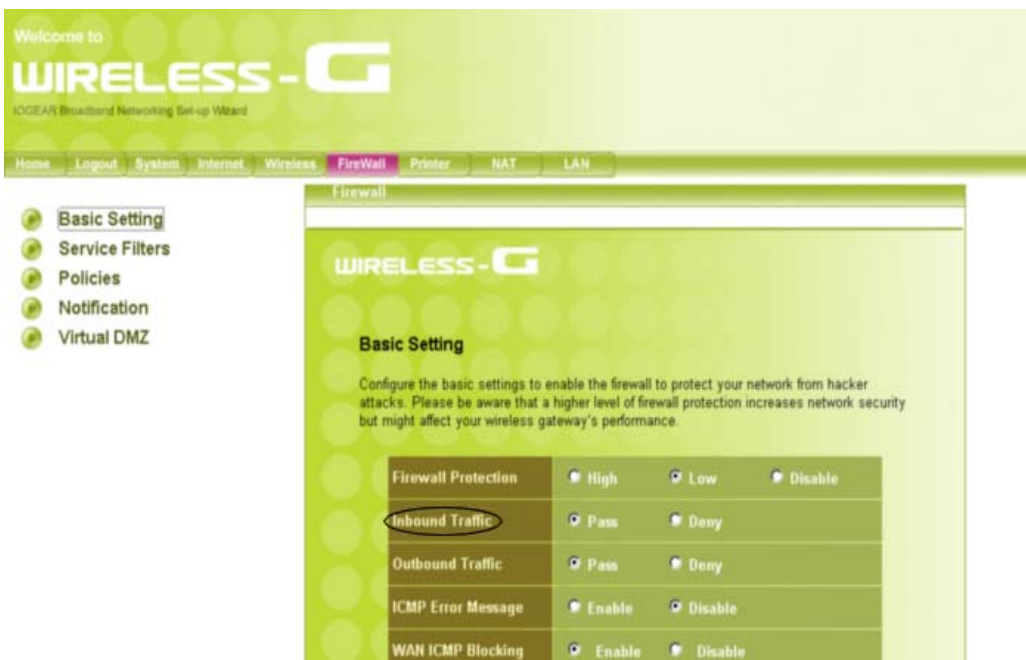 Welcome to
WIRELESS-G
IOGEAR Broadband Networking Set-up Wizard
Home Logout System Internet Wireless FireWall Printer NAT LAN
Firewall
Basic Setting
Service Filters
Policies
Notification
Virtual DMZ
WIRELESS-G
Basic Setting
Configure the basic settings to enable the firewall to protect your network from hacker
attacks. Please be aware that a higher level of firewall protection increases network security
but might affect your wireless gateway's performance.
Firewall Protection High Low Disable
Inbound Traffic Pass Deny
Outbound Traffic Pass Deny
ICMP Error Message Enable Disable
WAN ICMP Blocking Enable Disable